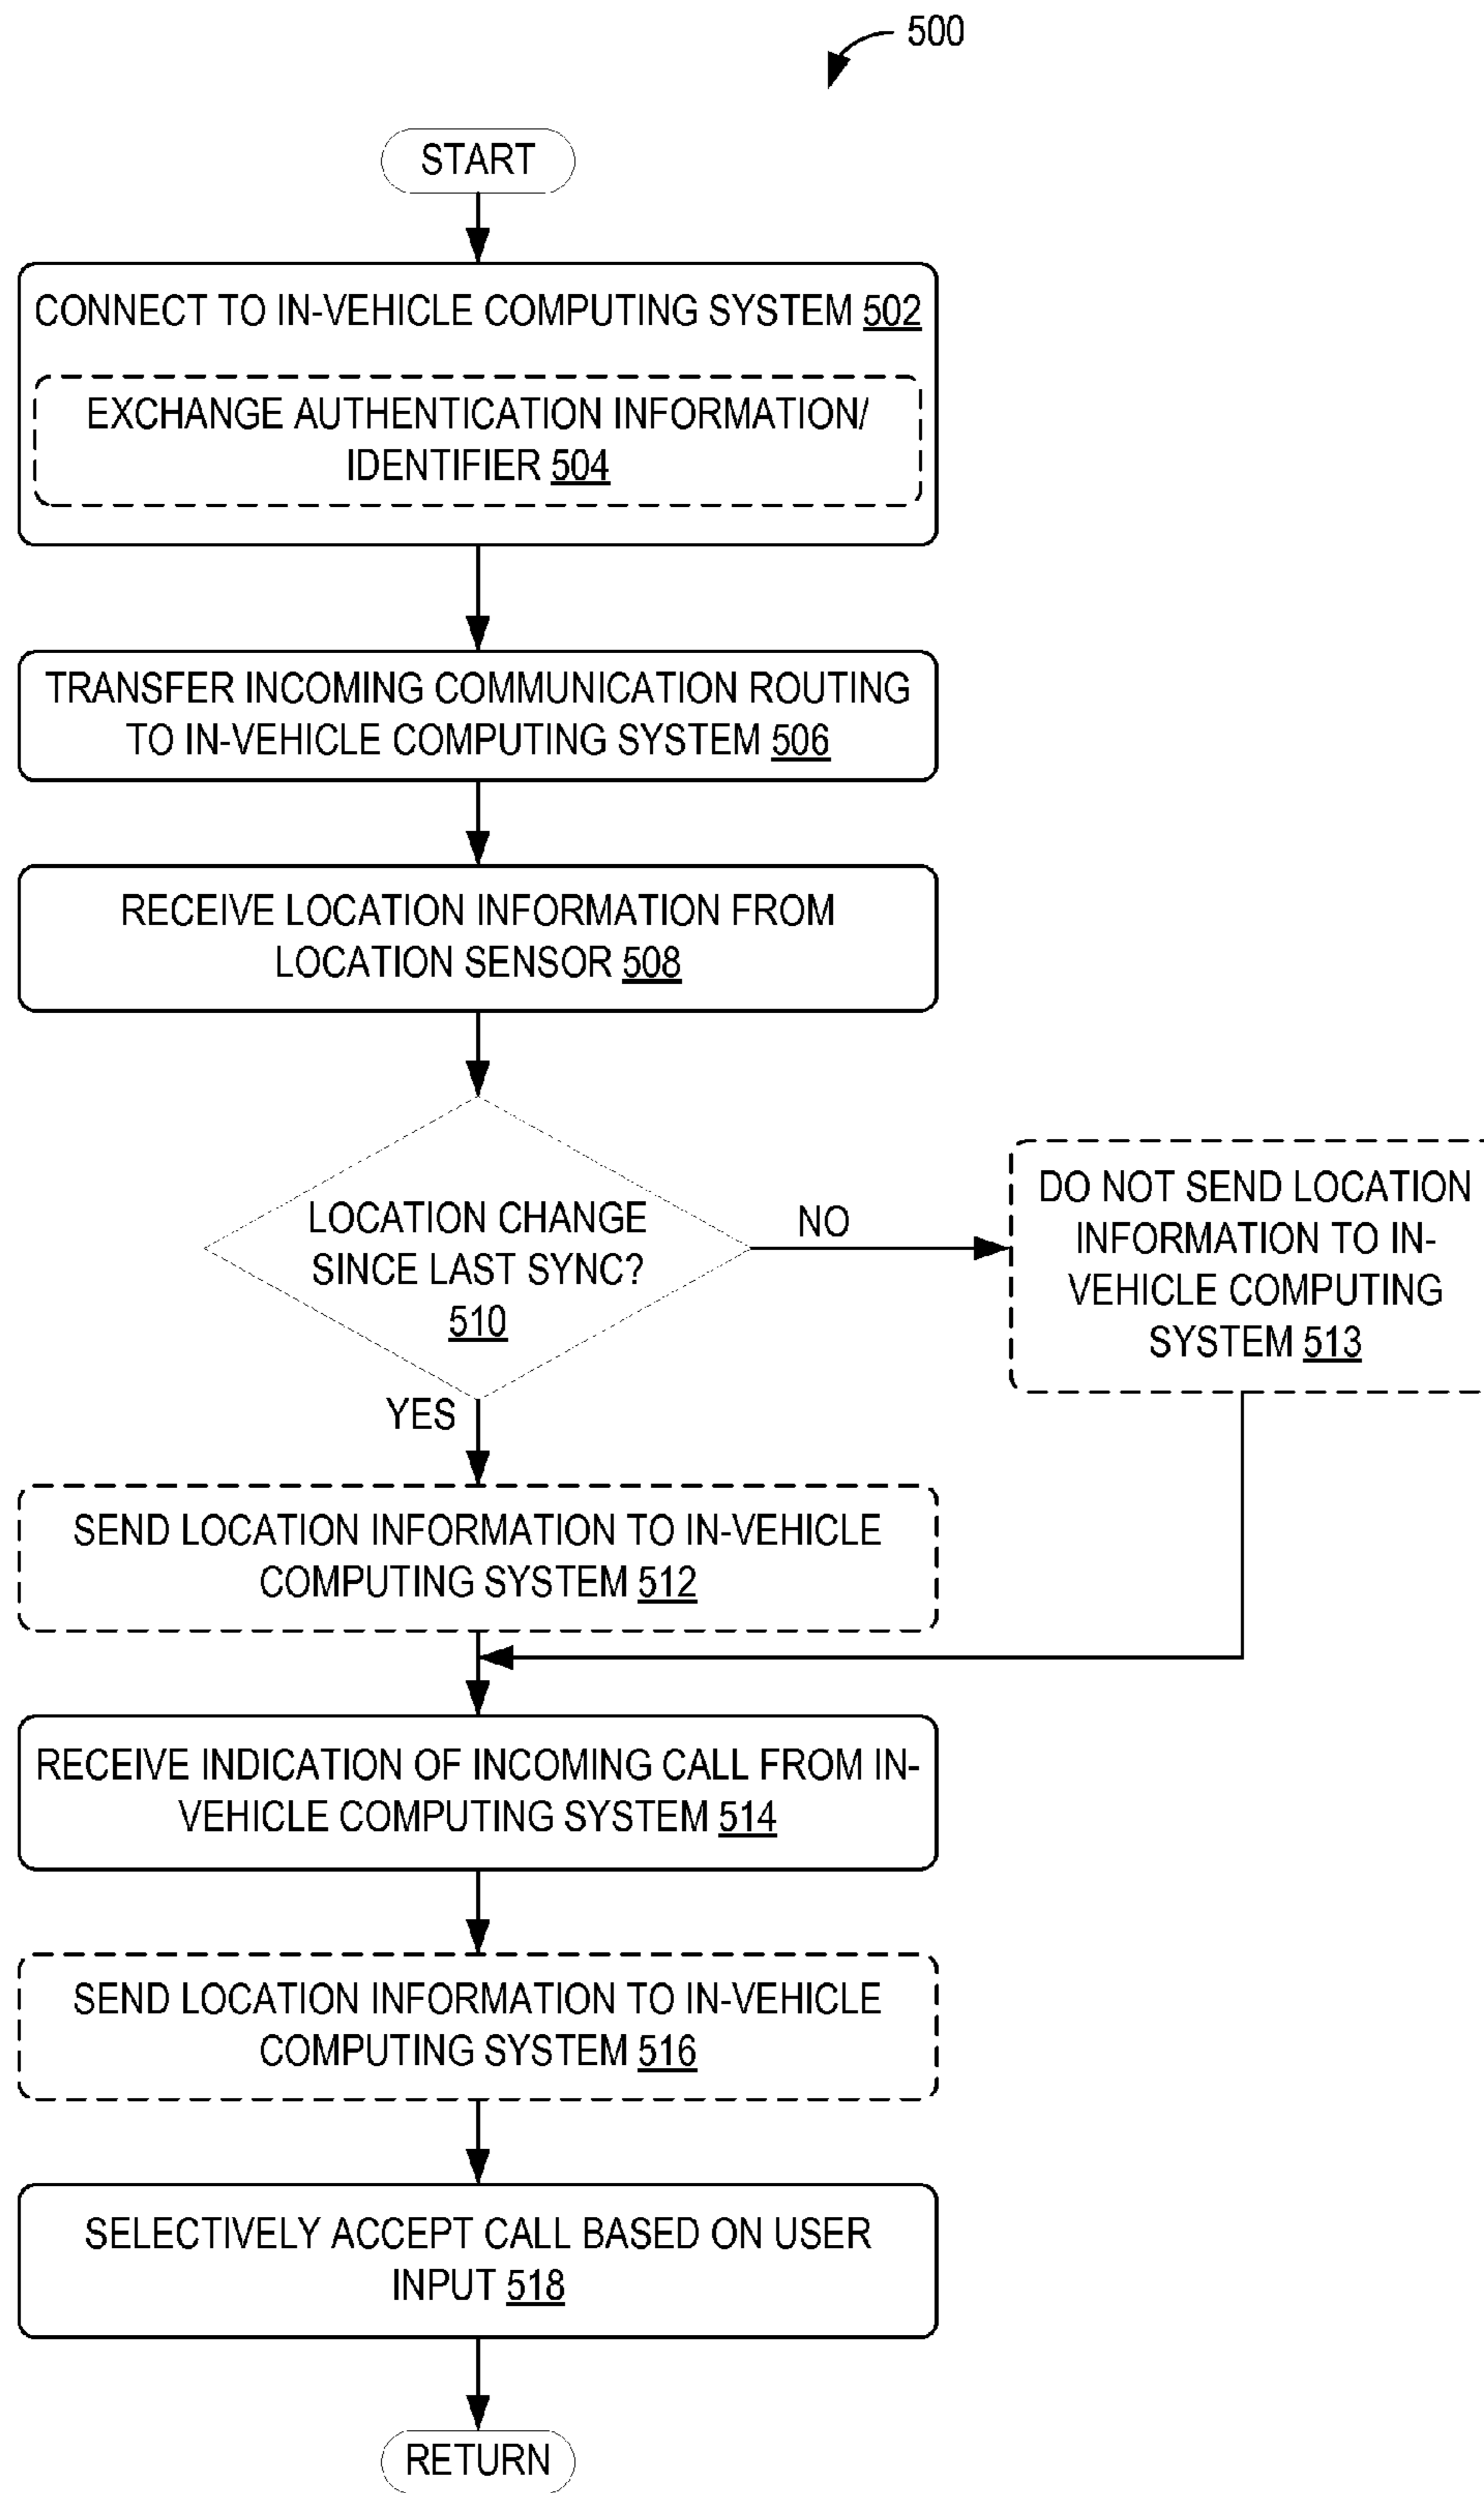 500
START
CONNECT TO IN-VEHICLE COMPUTING SYSTEM 502
EXCHANGE AUTHENTICATION INFORMATION/
IDENTIFIER 504
TRANSFER INCOMING COMMUNICATION ROUTING
TO IN-VEHICLE COMPUTING SYSTEM 506
RECEIVE LOCATION INFORMATION FROM
LOCATION SENSOR 508
LOCATION CHANGE
SINCE LAST SYNC?
510
NO
DO NOT SEND LOCATION
INFORMATION TO IN-
VEHICLE COMPUTING
SYSTEM 513
YES
SEND LOCATION INFORMATION TO IN-VEHICLE
COMPUTING SYSTEM 512
RECEIVE INDICATION OF INCOMING CALL FROM IN-
VEHICLE COMPUTING SYSTEM 514
SEND LOCATION INFORMATION TO IN-VEHICLE
COMPUTING SYSTEM 516
SELECTIVELY ACCEPT CALL BASED ON USER
INPUT 518
RETURN